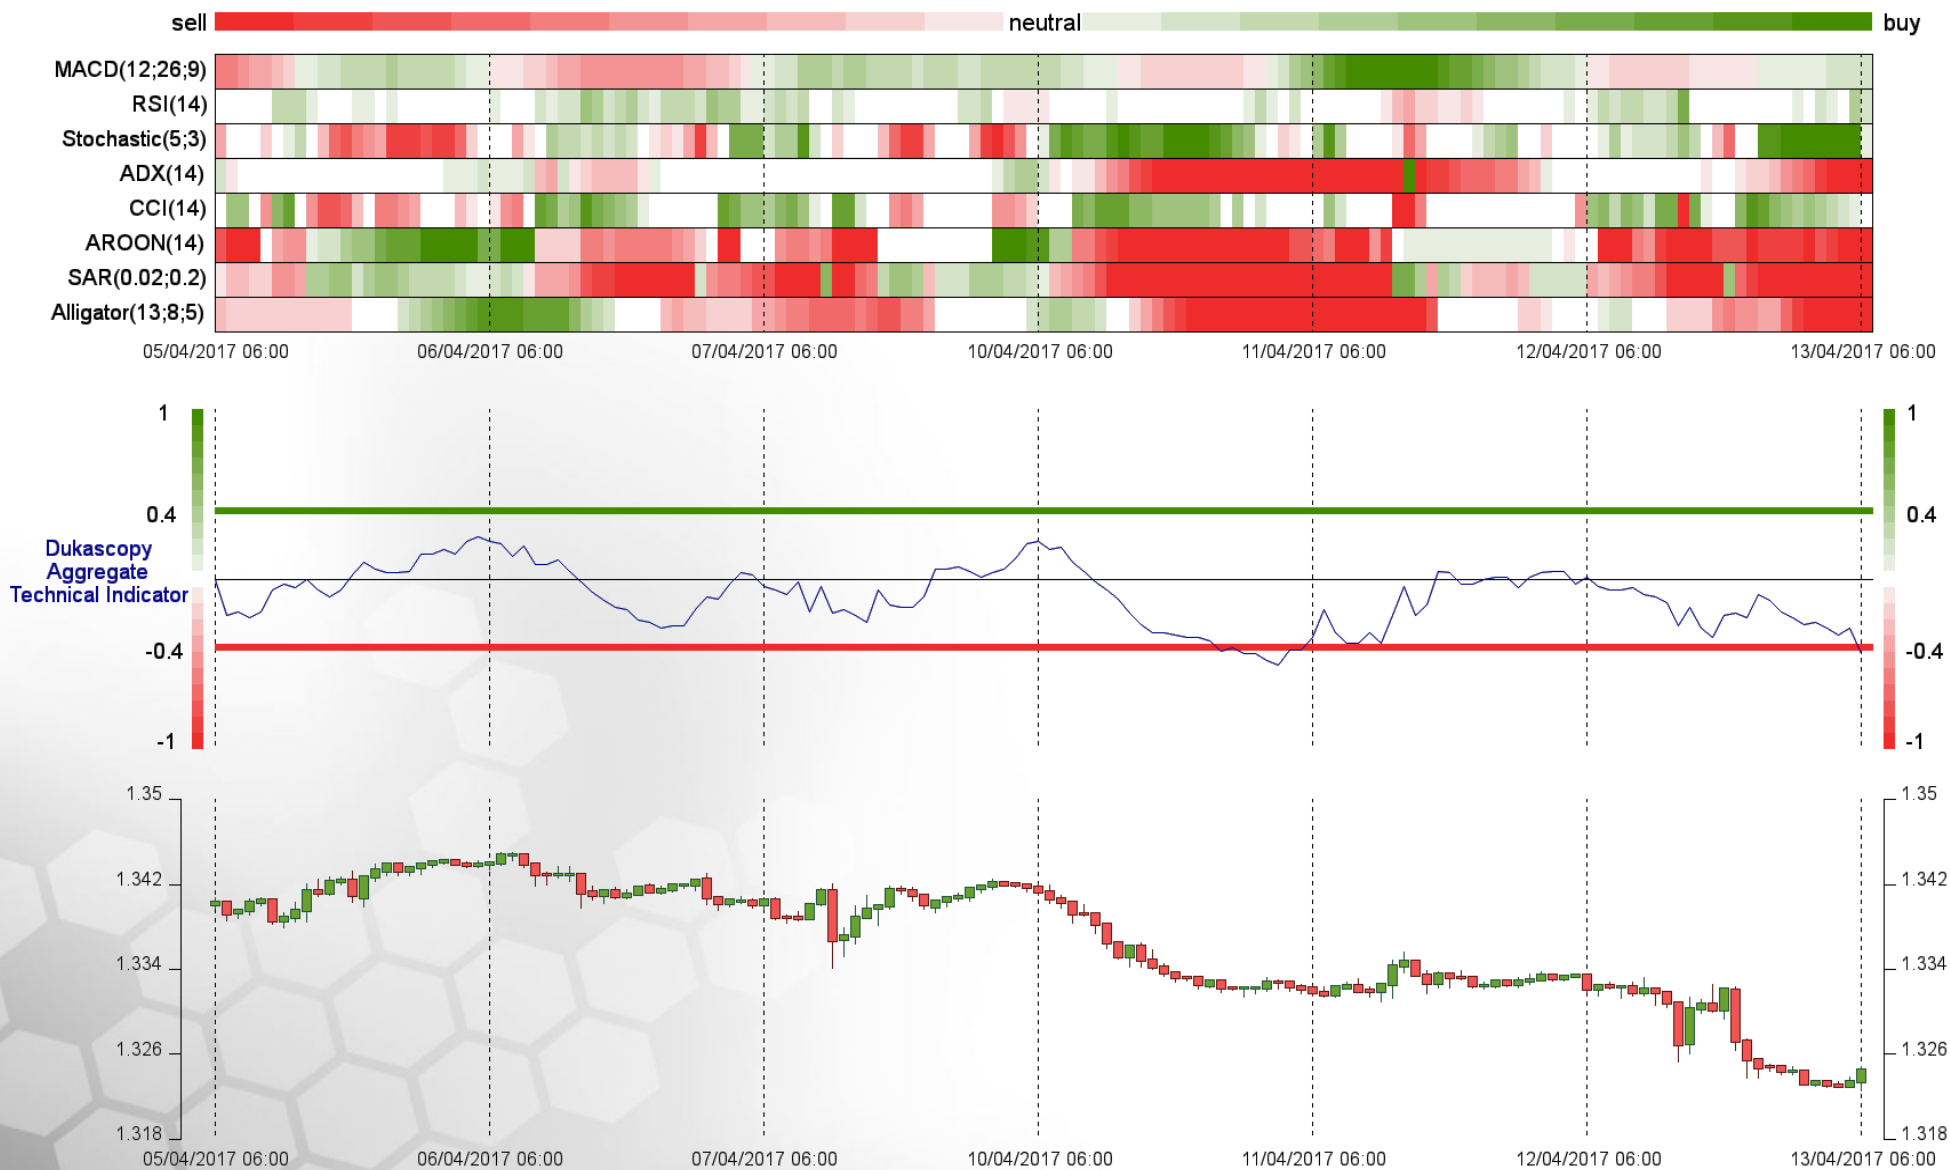 sell neutral buy
MACD(12;26;9)
RSI(14)
Stochastic(5;3)
ADX(14)
CCI(14)
AROON(14)
SAR(0.02;0.2)
Alligator(13;8;5)
05/04/2017 06:00 06/04/2017 06:00 07/04/2017 06:00 10/04/2017 06:00 11/04/2017 06:00 12/04/2017 06:00 13/04/2017 06:00
1 1
0.4 0.4
Dukascopy
Aggregate
Technical Indicator
-0.4 -0.4
-1 -1
1.35 1.35
1.342 1.342
1.334 1.334
1.326 1.326
1.318 1.318
05/04/2017 06:00 06/04/2017 06:00 07/04/2017 06:00 10/04/2017 06:00 11/04/2017 06:00 12/04/2017 06:00 13/04/2017 06:00